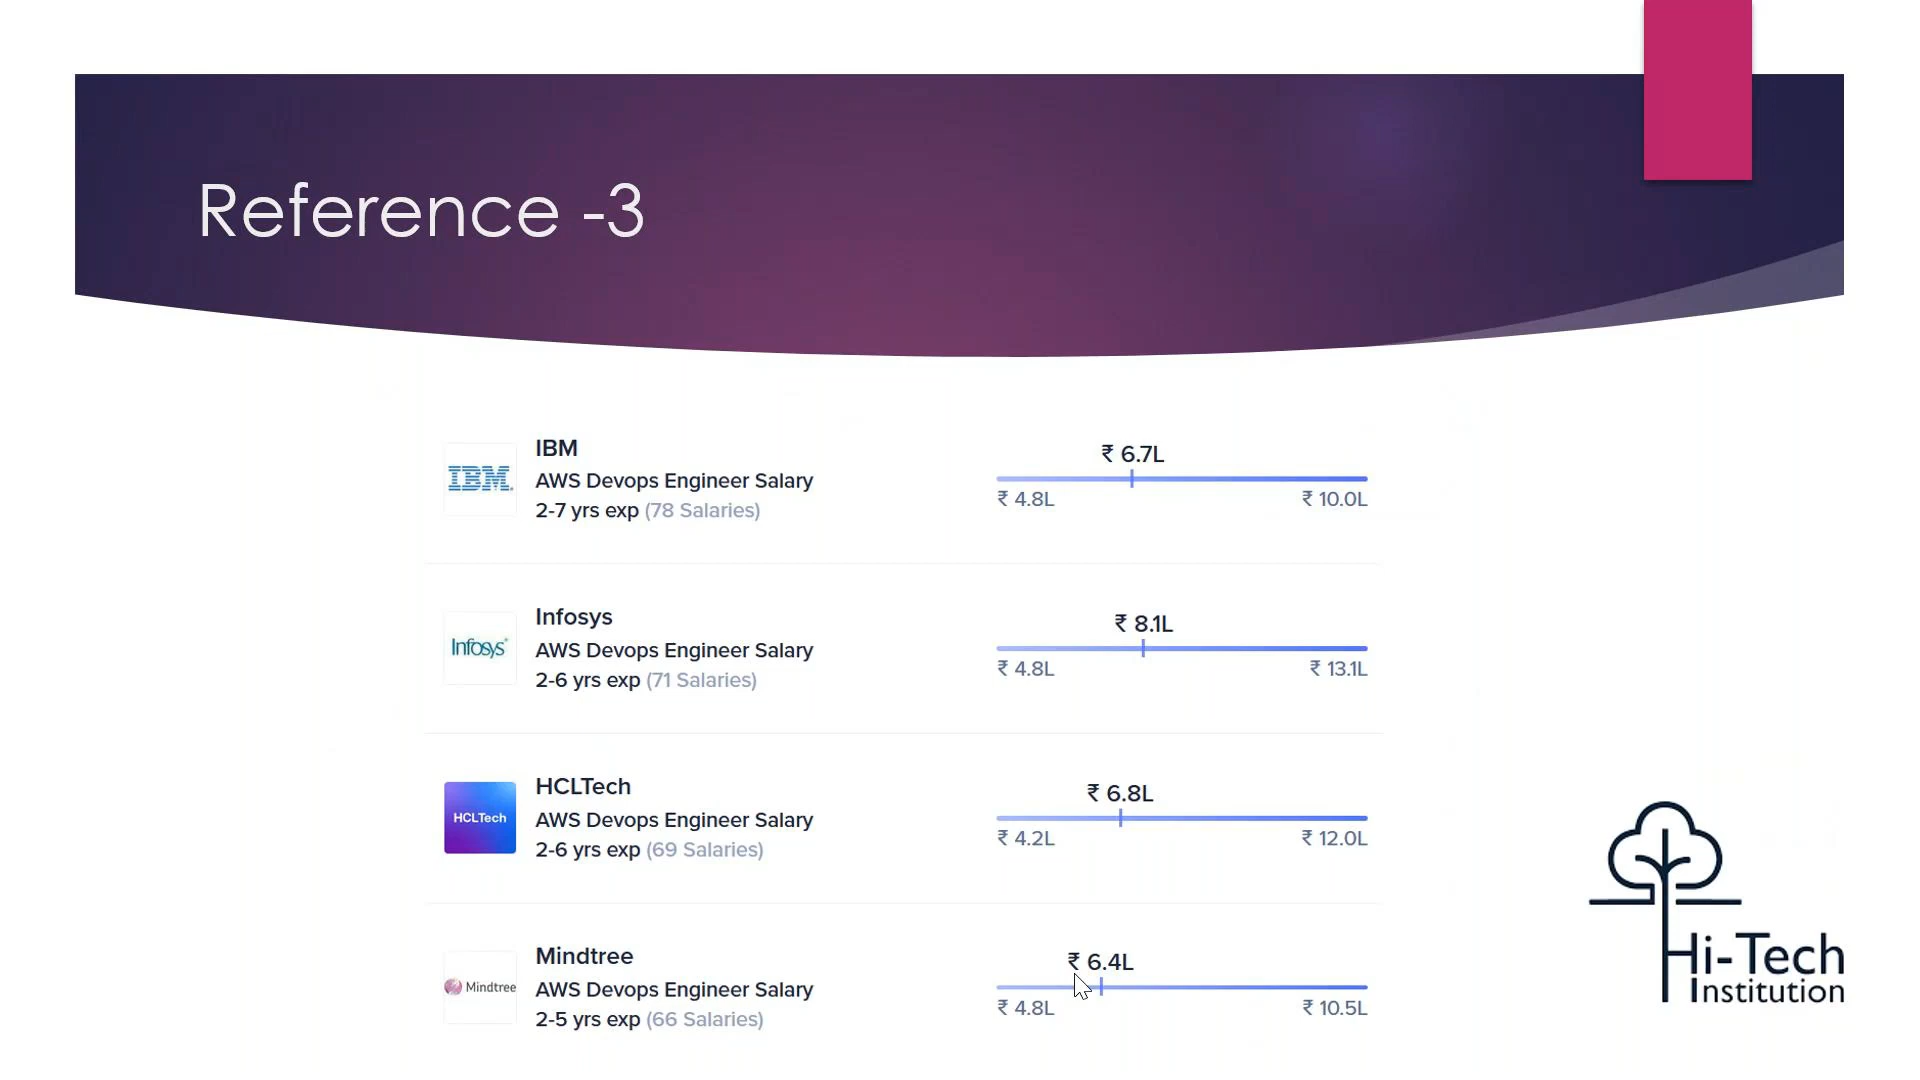 Reference -3
IBM.
IBM
AWS Devops Engineer Salary
2-7 yrs exp (78 Salaries)
₹ 6.7L
₹ 4.8L
₹ 10.0L
Infosys®
Infosys
AWS Devops Engineer Salary
2-6 yrs exp (71 Salaries)
₹ 8.1L
₹ 4.8L
₹ 13.1L
HCLTech
HCLTech
AWS Devops Engineer Salary
2-6 yrs exp (69 Salaries)
₹ 6.8L
₹ 4.2L
₹ 12.0L
Mindtree
Mindtree
AWS Devops Engineer Salary
2-5 yrs exp (66 Salaries)
₹ 6.4L
₹ 4.8L
₹ 10.5L
Hi-Tech
Institution